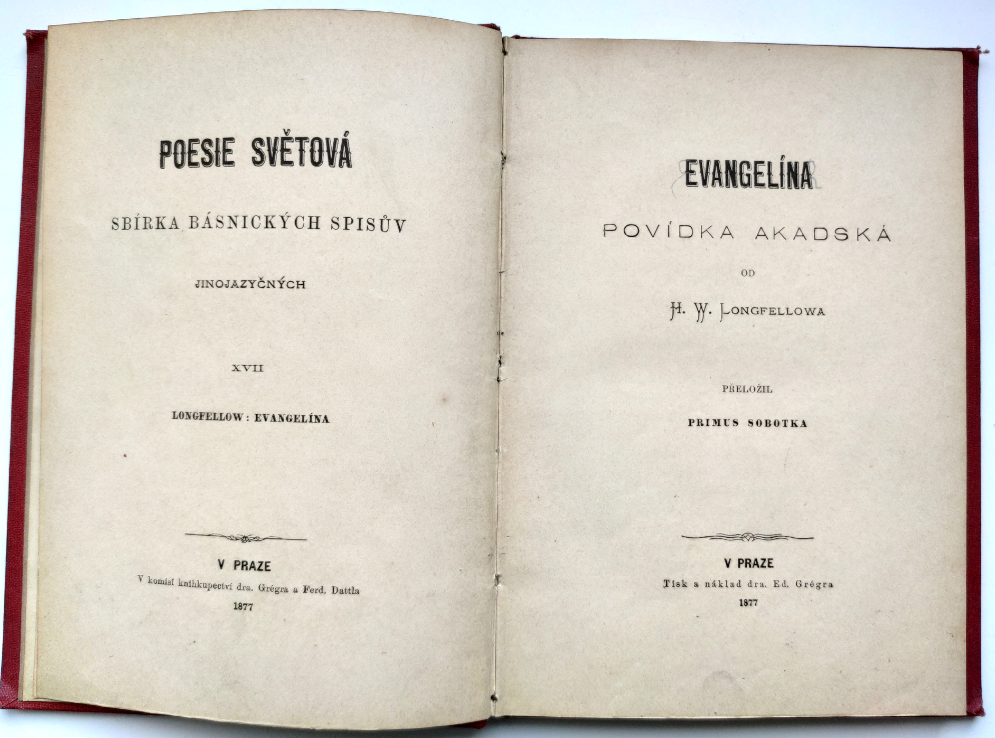 POESIE SVĚTOVÁ
SBÍRKA BÁSNICKÝCH SPISŮV
JINOJAZYČNÝCH
XVII
LONGFELLOW: EVANGELÍNA
V PRAZE
V komisí knihkupectví dra. Grégra a Ferd. Dattla
1877
EVANGELÍNA
POVÍDKA AKADSKÁ
OD
H. W. LONGFELLOWA
PŘELOŽIL
PRIMUS SOBOTKA
V PRAZE
Tisk a náklad dra. Ed. Grégra
1877